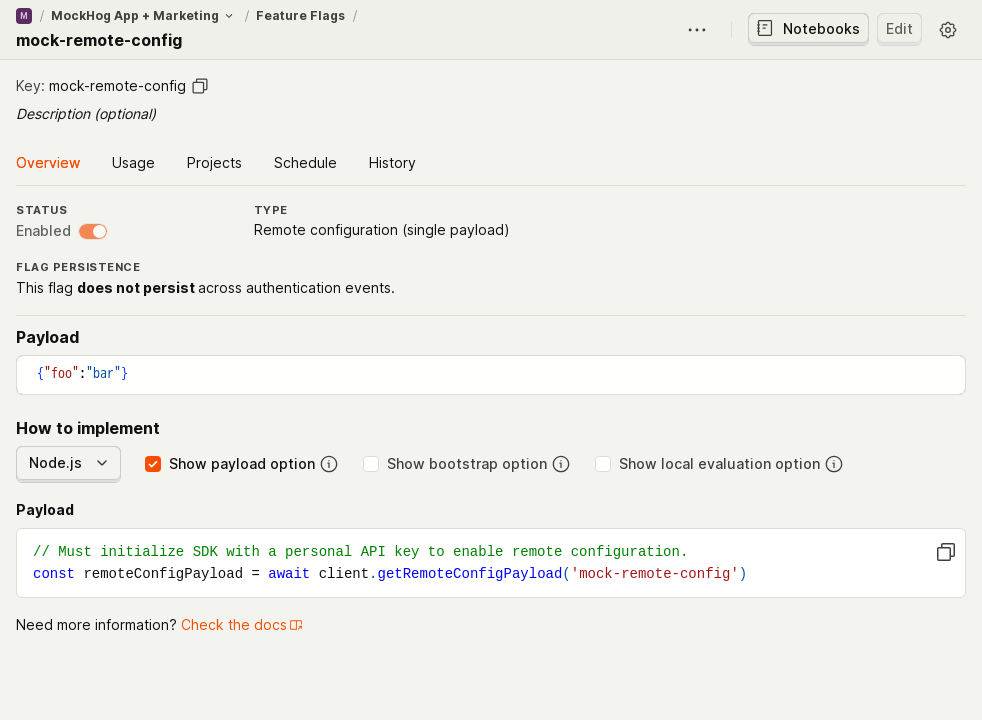 M / MockHog App + Marketing / Feature Flags /
mock-remote-config
Notebooks
Edit
Key: mock-remote-config
Description (optional)
Overview Usage Projects Schedule History
STATUS
Enabled
TYPE
Remote configuration (single payload)
FLAG PERSISTENCE
This flag does not persist across authentication events.
Payload
{"foo":"bar"}
How to implement
Node.js Show payload option Show bootstrap option Show local evaluation option
Payload
// Must initialize SDK with a personal API key to enable remote configuration.
const remoteConfigPayload = await client.getRemoteConfigPayload('mock-remote-config')
Need more information? Check the docs